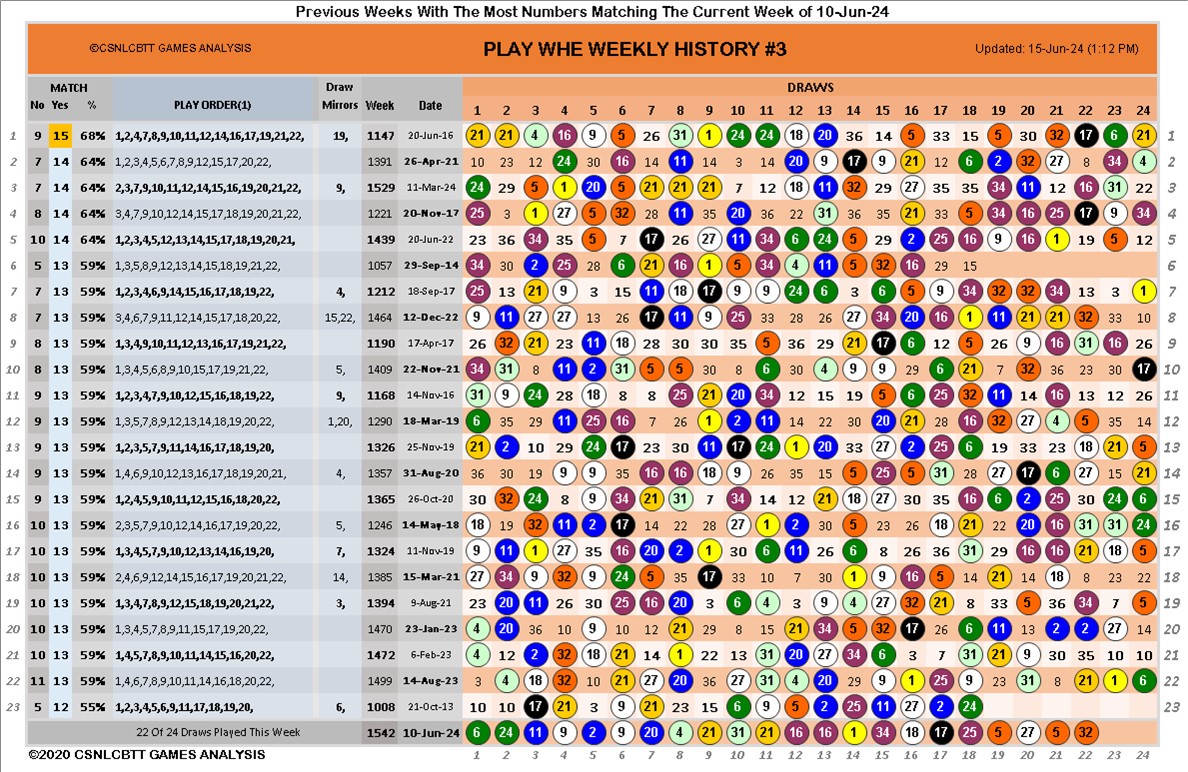 Previous Weeks With The Most Numbers Matching The Current Week of 10-Jun-24
©CSNLCBTT GAMES ANALYSIS PLAY WHE WEEKLY HISTORY #3 Updated: 15-Jun-24 (1:12 PM)
MATCH Draw DRAWS
No Yes % PLAY ORDER(1) Mirrors Week Date 1 2 3 4 5 6 7 8 9 10 11 12 13 14 15 16 17 18 19 20 21 22 23 24
1 9 15 68% 1,2,4,7,8,9,10,11,12,14,16,17,19,21,22, 19, 1147 20-Jun-16 21 21 4 16 9 5 26 31 1 24 24 18 20 36 14 5 33 15 5 30 32 17 6 21 1
2 7 14 64% 1,2,3,4,5,6,7,8,9,12,15,17,20,22, 1391 26-Apr-21 10 23 12 24 30 16 14 11 14 3 14 20 9 17 9 21 12 6 2 32 27 8 34 4 2
3 7 14 64% 2,3,7,9,10,11,12,14,15,16,19,20,21,22, 9, 1529 11-Mar-24 24 29 5 1 20 5 21 21 21 7 12 18 11 32 29 27 35 35 34 11 12 16 31 22 3
4 8 14 64% 3,4,7,9,10,12,14,15,17,18,19,20,21,22, 1221 20-Nov-17 25 3 1 27 5 32 28 11 35 20 36 22 31 36 35 21 33 5 34 16 25 17 9 34 4
5 10 14 64% 1,2,3,4,5,12,13,14,15,17,18,19,20,21, 1439 20-Jun-22 23 36 34 35 5 7 17 26 27 11 34 6 24 5 29 2 25 16 9 16 1 19 5 12 5
6 5 13 59% 1,3,5,8,9,12,13,14,15,18,19,21,22, 1057 29-Sep-14 34 30 2 25 28 6 21 16 1 5 34 4 11 5 32 16 29 15 6
7 7 13 59% 1,2,3,4,6,9,14,15,16,17,18,19,22, 4, 1212 18-Sep-17 25 13 21 9 3 15 11 18 17 9 9 24 6 3 6 5 9 34 32 32 34 13 3 1 7
8 7 13 59% 3,4,6,7,9,11,13,14,15,17,18,20,22, 15,22, 1464 12-Dec-22 9 11 27 27 13 26 17 11 9 25 33 28 26 27 34 20 16 1 11 21 21 32 33 10 8
9 8 13 59% 1,3,4,9,10,11,12,13,16,17,19,21,22, 1190 17-Apr-17 26 32 21 23 11 18 28 30 30 35 5 36 29 21 17 6 12 5 26 9 16 31 16 26 9
10 8 13 59% 1,3,4,5,6,8,9,10,15,17,19,21,22, 5, 1409 22-Nov-21 34 31 8 11 2 31 5 5 30 8 6 30 4 9 9 29 6 21 7 32 36 23 30 17 10
11 9 13 59% 1,2,3,4,7,9,10,12,15,16,18,19,22, 9, 1168 14-Nov-16 31 9 24 28 18 8 8 25 21 20 34 12 15 19 5 6 25 32 11 14 16 13 12 26 11
12 9 13 59% 1,3,5,7,8,9,12,13,14,18,19,20,22, 1,20, 1290 18-Mar-19 6 35 29 11 25 16 7 26 1 2 11 12 22 33 20 21 28 16 32 27 4 5 35 14 12
13 9 13 59% 1,2,3,5,7,9,12,14,16,17,18,19,20, 1326 25-Nov-19 21 2 10 29 24 6 23 30 11 17 24 1 20 33 27 2 25 6 19 33 23 18 21 5 13
14 9 13 59% 1,4,6,9,10,12,13,16,17,18,19,20,21, 4, 1357 31-Aug-20 36 30 19 9 9 35 16 16 18 9 26 35 15 5 25 5 31 28 27 17 6 27 15 21 14
15 9 13 59% 1,2,4,5,9,10,11,12,15,16,18,20,22, 1365 26-Oct-20 30 32 24 8 9 34 21 31 7 34 14 12 21 18 27 30 35 16 6 2 25 30 24 6 15
16 10 13 59% 2,3,5,7,9,10,12,14,16,17,19,20,22, 5, 1246 14-May-18 18 19 32 11 2 17 14 22 28 27 1 2 30 5 23 26 18 21 22 20 16 31 31 24 16
17 10 13 59% 1,3,4,5,7,9,10,12,13,14,16,19,20, 7, 1324 11-Nov-19 9 11 1 27 35 16 20 2 1 30 6 11 26 6 8 26 36 31 29 16 16 21 18 5 17
18 10 13 59% 2,4,6,9,12,14,15,16,17,19,20,21,22, 14, 1385 15-Mar-21 27 34 9 32 9 24 5 35 17 33 10 7 30 1 9 16 5 14 21 14 18 8 23 22 18
19 10 13 59% 1,3,4,7,8,9,12,15,18,19,20,21,22, 3, 1394 9-Aug-21 23 20 11 26 30 25 16 20 3 6 4 3 9 4 27 32 21 8 33 5 36 34 7 5 19
20 10 13 59% 1,3,4,5,7,8,9,11,15,17,19,20,22, 1470 23-Jan-23 4 20 36 10 9 10 12 21 29 8 15 21 34 5 32 17 26 6 11 13 2 2 27 14 20
21 10 13 59% 1,4,5,7,8,9,10,11,14,15,16,20,22, 1472 6-Feb-23 4 12 2 32 18 21 14 1 22 13 31 20 27 34 6 3 7 31 21 9 30 35 10 10 21
22 11 13 59% 1,4,6,7,8,9,10,11,14,16,18,20,22, 1499 14-Aug-23 3 4 18 32 10 21 27 20 36 27 31 4 20 29 9 1 25 9 23 31 8 21 1 6 22
23 5 12 55% 1,2,3,4,5,6,9,11,17,18,19,20, 6, 1008 21-Oct-13 10 10 17 21 3 9 21 23 15 6 9 5 2 25 11 27 2 24 23
22 Of 24 Draws Played This Week 1542 10-Jun-24 6 24 11 9 2 9 20 4 21 31 21 16 16 1 34 18 17 25 5 27 5 32
©2020 CSNLCBTT GAMES ANALYSIS 1 2 3 4 5 6 7 8 9 10 11 12 13 14 15 16 17 18 19 20 21 22 23 24